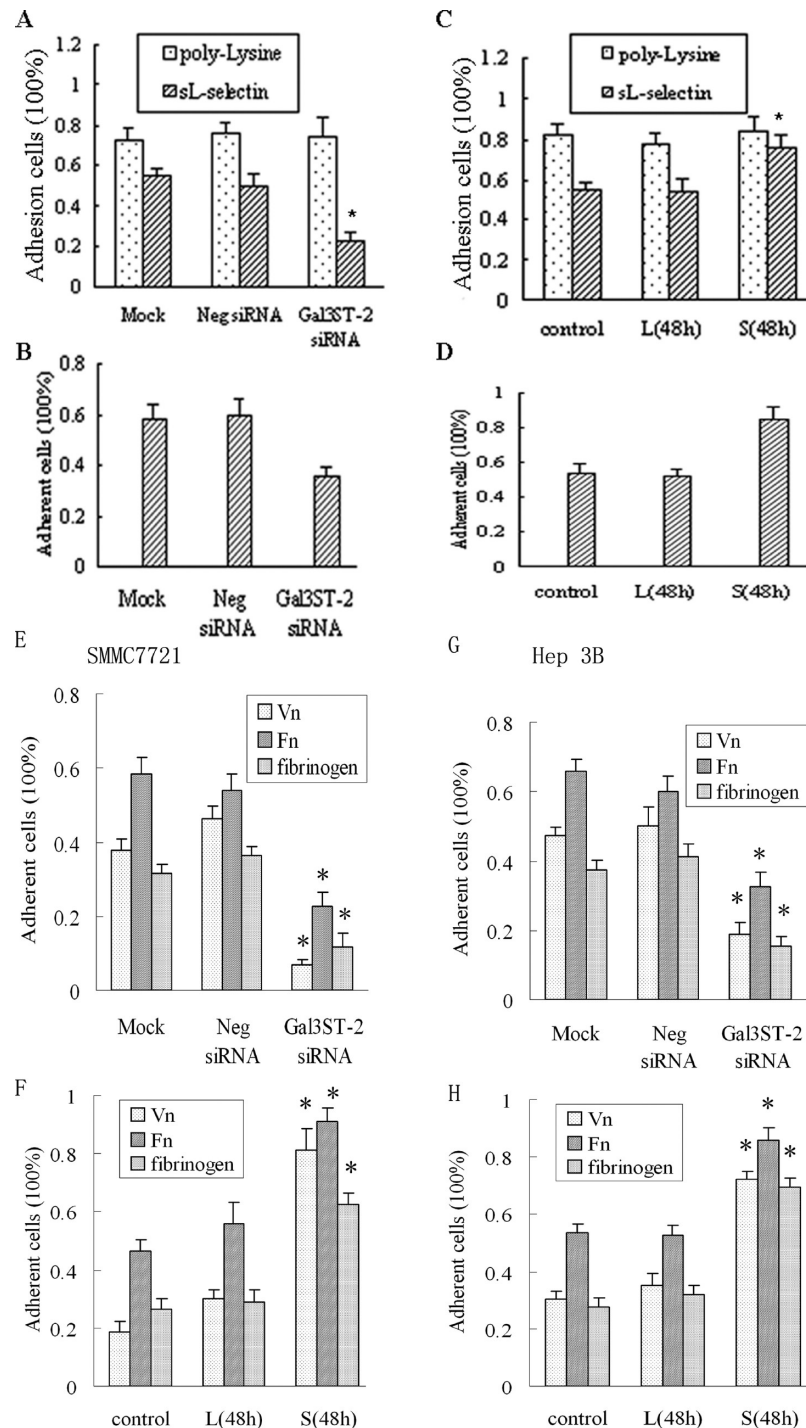 A
Adhesion cells (100%)
1.2
1
0.8
0.6
0.4
0.2
0
poly-Lysine
sL-selectin
*
Mock
Neg siRNA
Gal3ST-2
siRNA
C
Adhesion cells (100%)
1.2
1
0.8
0.6
0.4
0.2
0
poly-Lysine
sL-selectin
*
control
L(48h)
S(48h)
B
Adherent cells (100%)
0.8
0.6
0.4
0.2
0
Mock
Neg
siRNA
Gal3ST-2
siRNA
D
Adherent cells (100%)
1
0.8
0.6
0.4
0.2
0
control
L(48h)
S(48h)
E
SMMC7721
Adherent cells (100%)
0.8
0.6
0.4
0.2
0
Vn
Fn
fibrinogen
* * *
Mock
Neg
siRNA
Gal3ST-2
siRNA
G
Hep 3B
Adherent cells (100%)
0.8
0.6
0.4
0.2
0
Vn
Fn
fibrinogen
* * *
Mock
Neg
siRNA
Gal3ST-2
siRNA
F
Adherent cells (100%)
1
0.8
0.6
0.4
0.2
0
Vn
Fn
fibrinogen
* * *
control
L(48h)
S(48h)
H
Adherent cells (100%)
1
0.8
0.6
0.4
0.2
0
Vn
Fn
fibrinogen
* * *
control
L(48h)
S(48h)